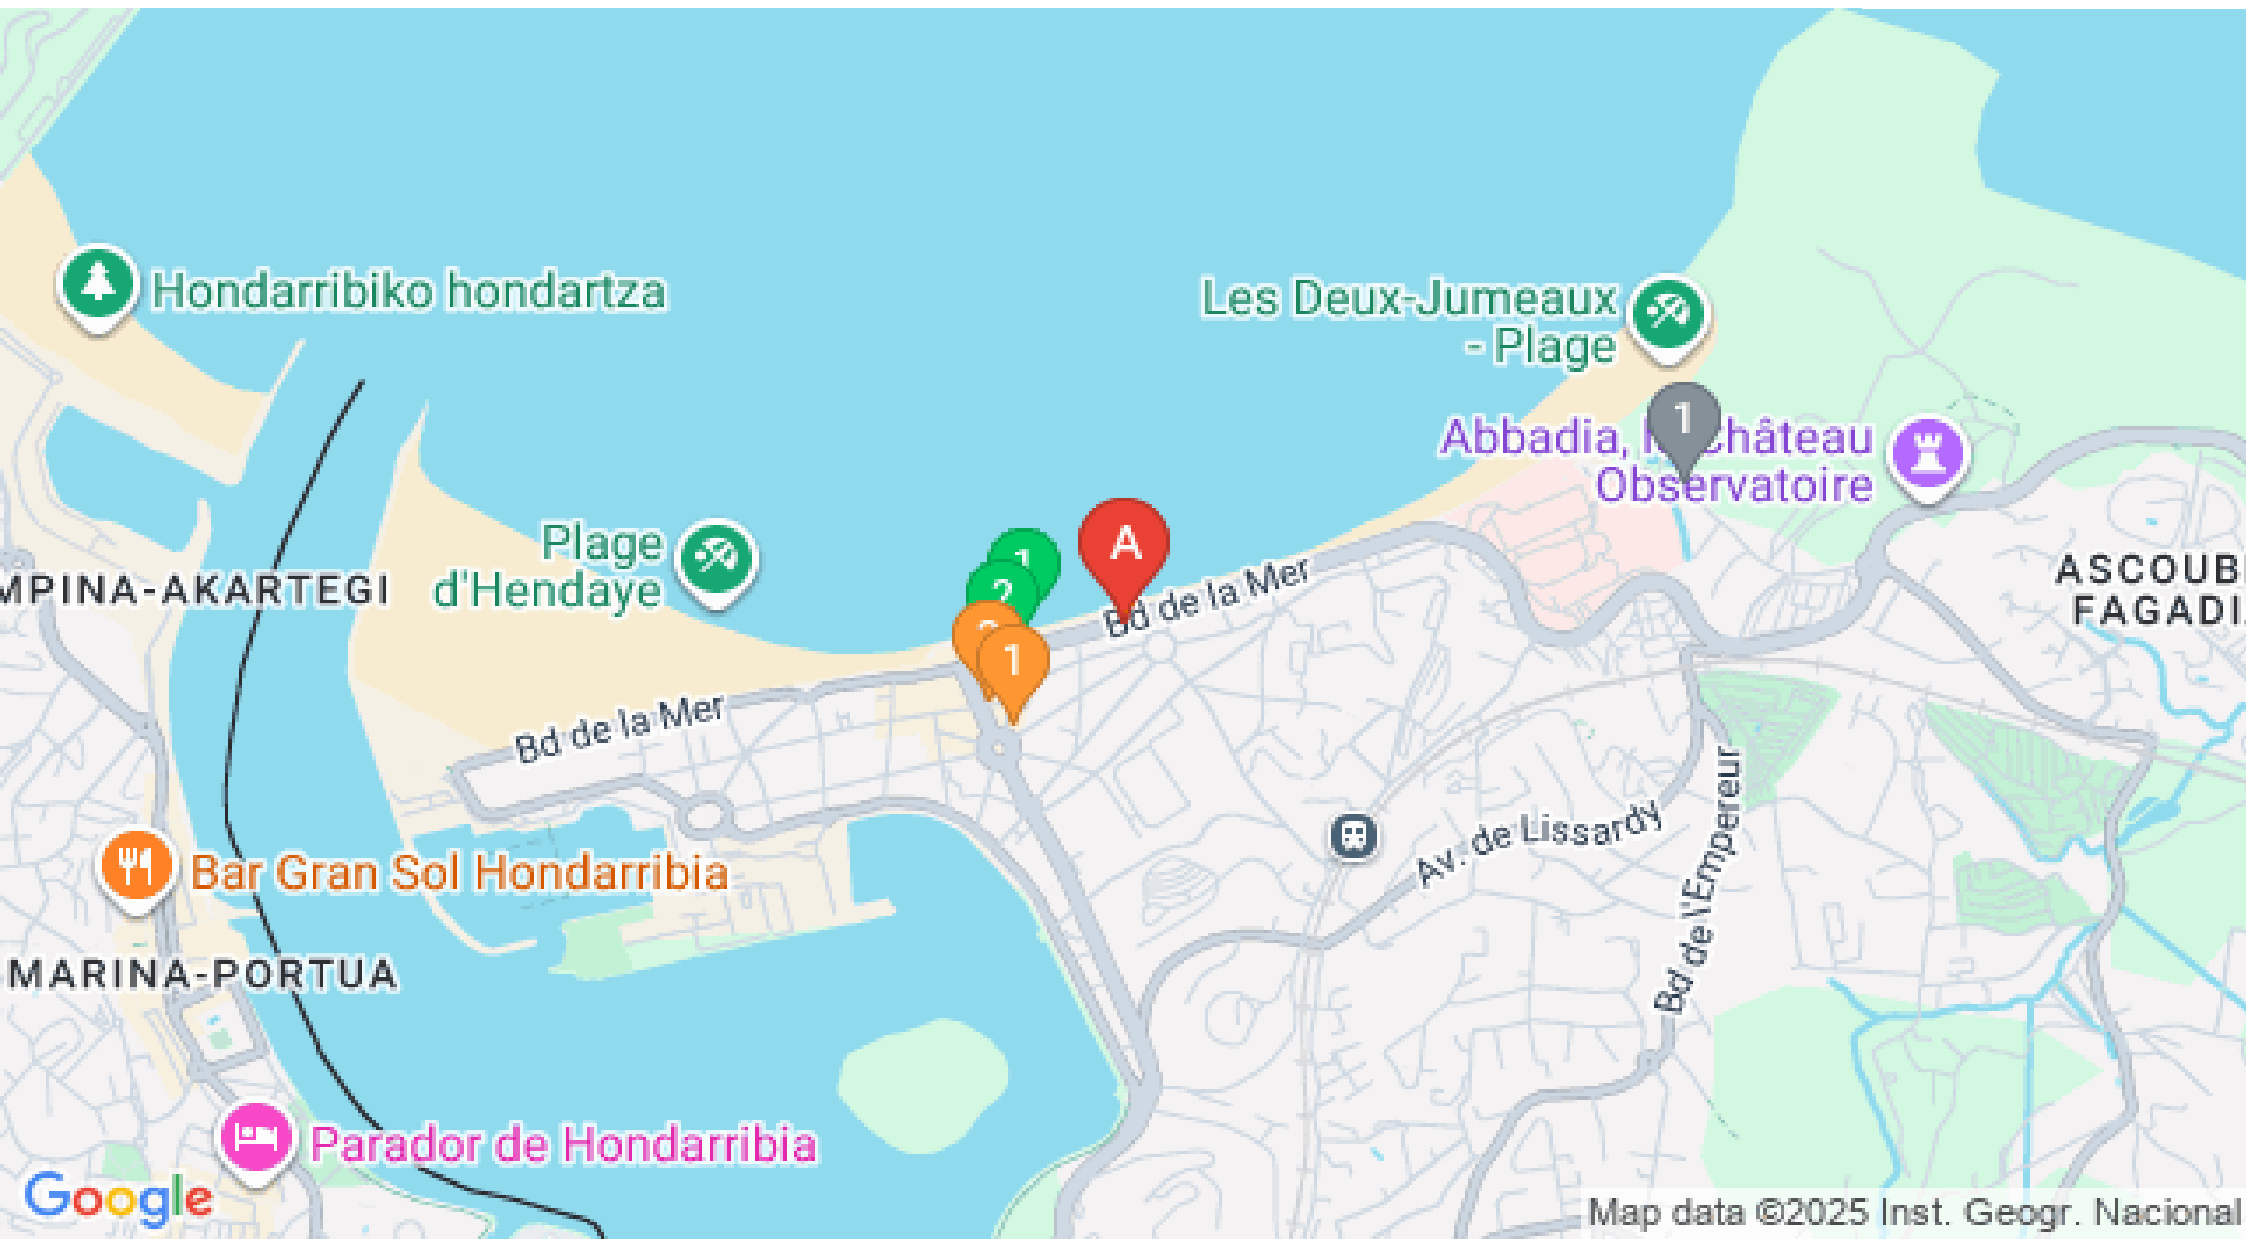 Hondarribiko hondartza
Les Deux-Jumeaux
- Plage
1
Abbadia,
château
Observatoire
A
1
2
1
Plage
d'Hendaye
Bd de la Mer
MPINA-AKARTEGI
ASCOUB
FAGADI
Bd de la Mer
Av. de Lissardy
Bd de l'Empereur
Bar Gran Sol Hondarribia
MARINA-PORTUA
Parador de Hondarribia
Google
Map data ©2025 Inst. Geogr. Nacional